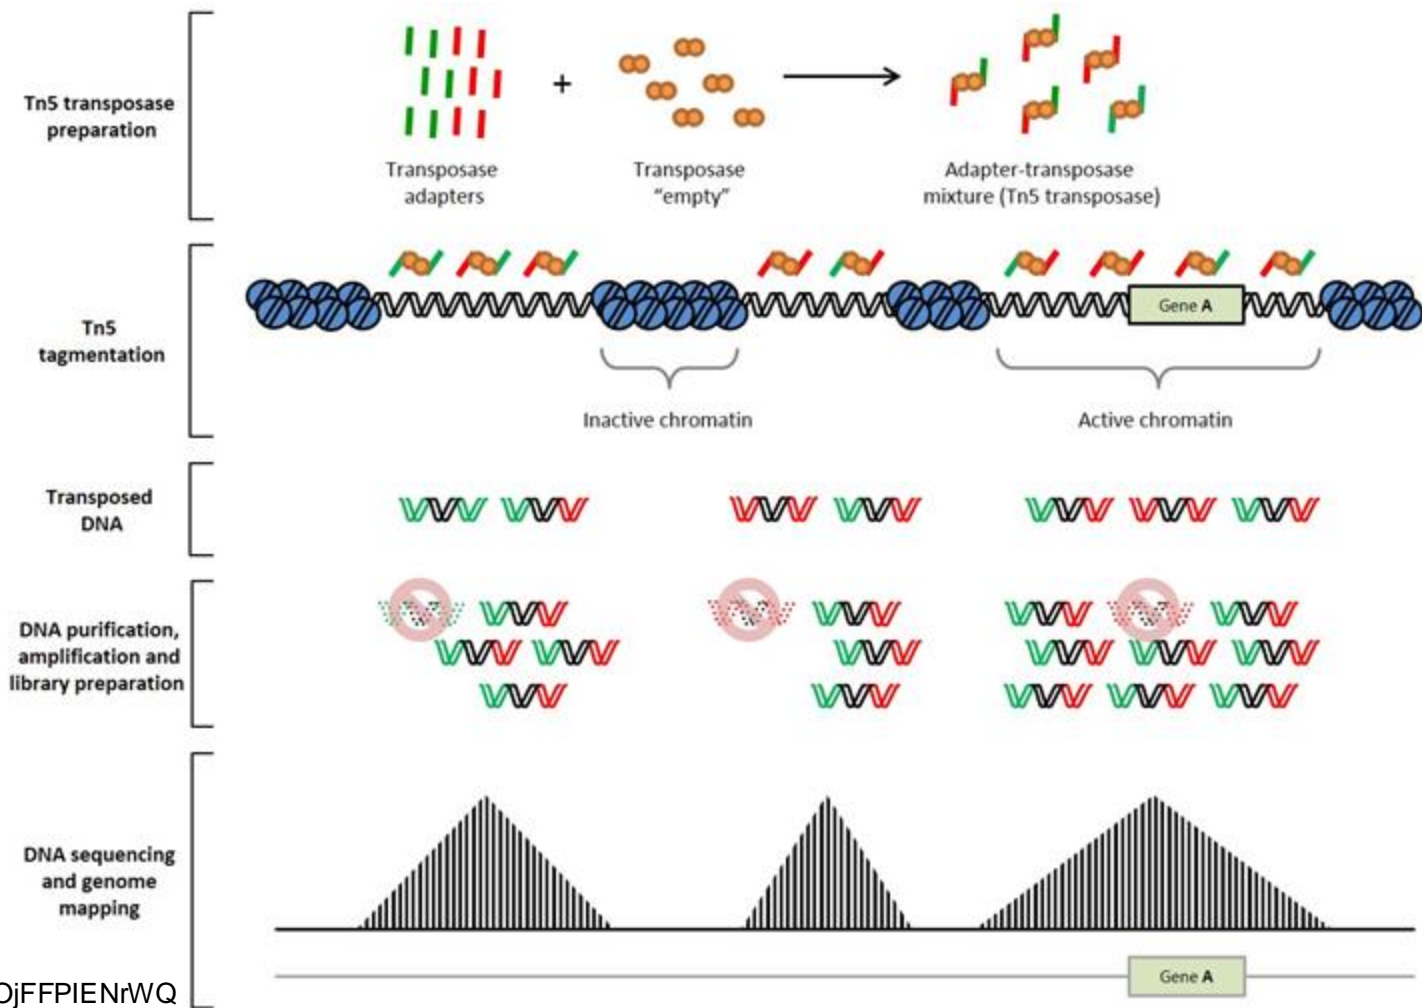 Tn5 transposase
preparation
+
Transposase
adapters
Transposase
“empty”
Adapter-transposase
mixture (Tn5 transposase)
Tn5
tagmentation
Gene A
Inactive chromatin
Active chromatin
Transposed
DNA
DNA purification,
amplification and
library preparation
DNA sequencing
and genome
mapping
Gene A